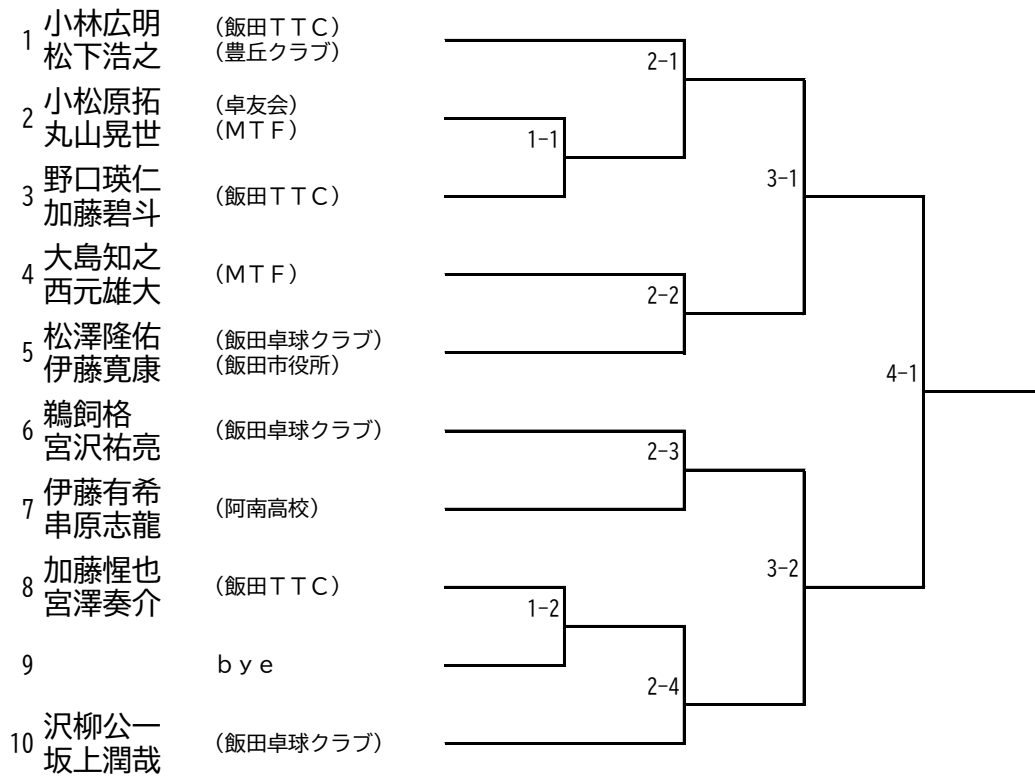 1 小林広明 (飯田TTC)
松下浩之 (豊丘クラブ)
2-1
2 小松原拓 (卓友会)
丸山晃世 (MTF)
1-1
3 野口瑛仁
加藤碧斗 (飯田TTC)
3-1
4 大島知之
西元雄大 (MTF)
2-2
5 松澤隆佑 (飯田卓球クラブ)
伊藤寛康 (飯田市役所)
4-1
6 鵜飼格
宮沢祐亮 (飯田卓球クラブ)
2-3
7 伊藤有希
串原志龍 (阿南高校)
3-2
8 加藤惺也
宮澤奏介 (飯田TTC)
1-2
9 bye
2-4
10 沢柳公一
坂上潤哉 (飯田卓球クラブ)